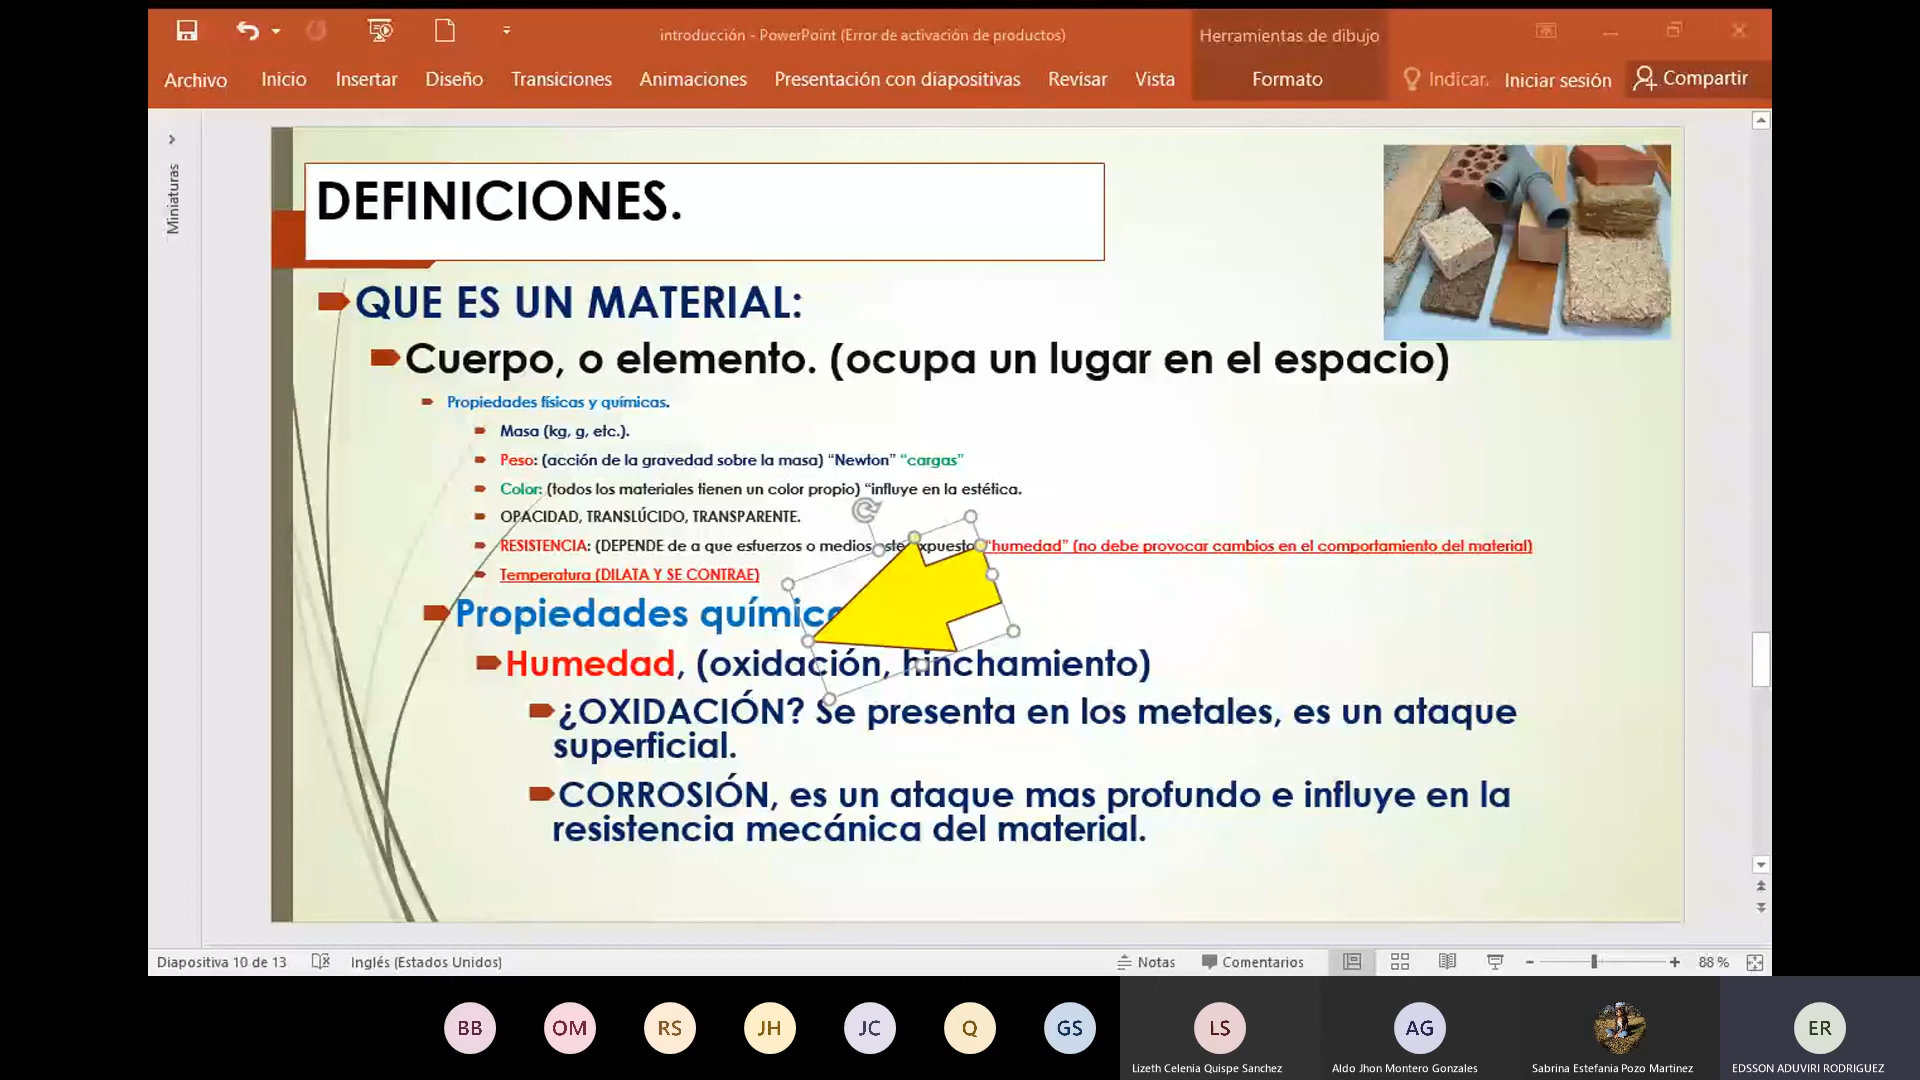 introducción - PowerPoint (Error de activación de productos)
Herramientas de dibujo
Archivo Inicio Insertar Diseño Transiciones Animaciones Presentación con diapositivas Revisar Vista Formato Indicar. Iniciar sesión Compartir
Miniaturas
DEFINICIONES.
QUE ES UN MATERIAL:
Cuerpo, o elemento. (ocupa un lugar en el espacio)
Propiedades físicas y químicas.
Masa (kg, g, etc.).
Peso: (acción de la gravedad sobre la masa) “Newton” “cargas”
Color: (todos los materiales tienen un color propio) “influye en la estética.
OPACIDAD, TRANSLÚCIDO, TRANSPARENTE.
RESISTENCIA: (DEPENDE de a que esfuerzos o medios “humedad” (no debe provocar cambios en el comportamiento del material)
Temperatura (DILATA Y SE CONTRAE)
Propiedades
Humedad, (oxidación, hinchamiento)
¿OXIDACIÓN? Se presenta en los metales, es un ataque
superficial.
CORROSIÓN, es un ataque mas profundo e influye en la
resistencia mecánica del material.
Diapositiva 10 de 13 Inglés (Estados Unidos) Notas Comentarios 88 %
BB OM RS JH JC Q GS LS AG ER
Lizeth Celenia Quispe Sanchez Aldo Jhon Montero Gonzales Sabrina Estefania Pozo Martinez EDSSON ADUVIRI RODRIGUEZ